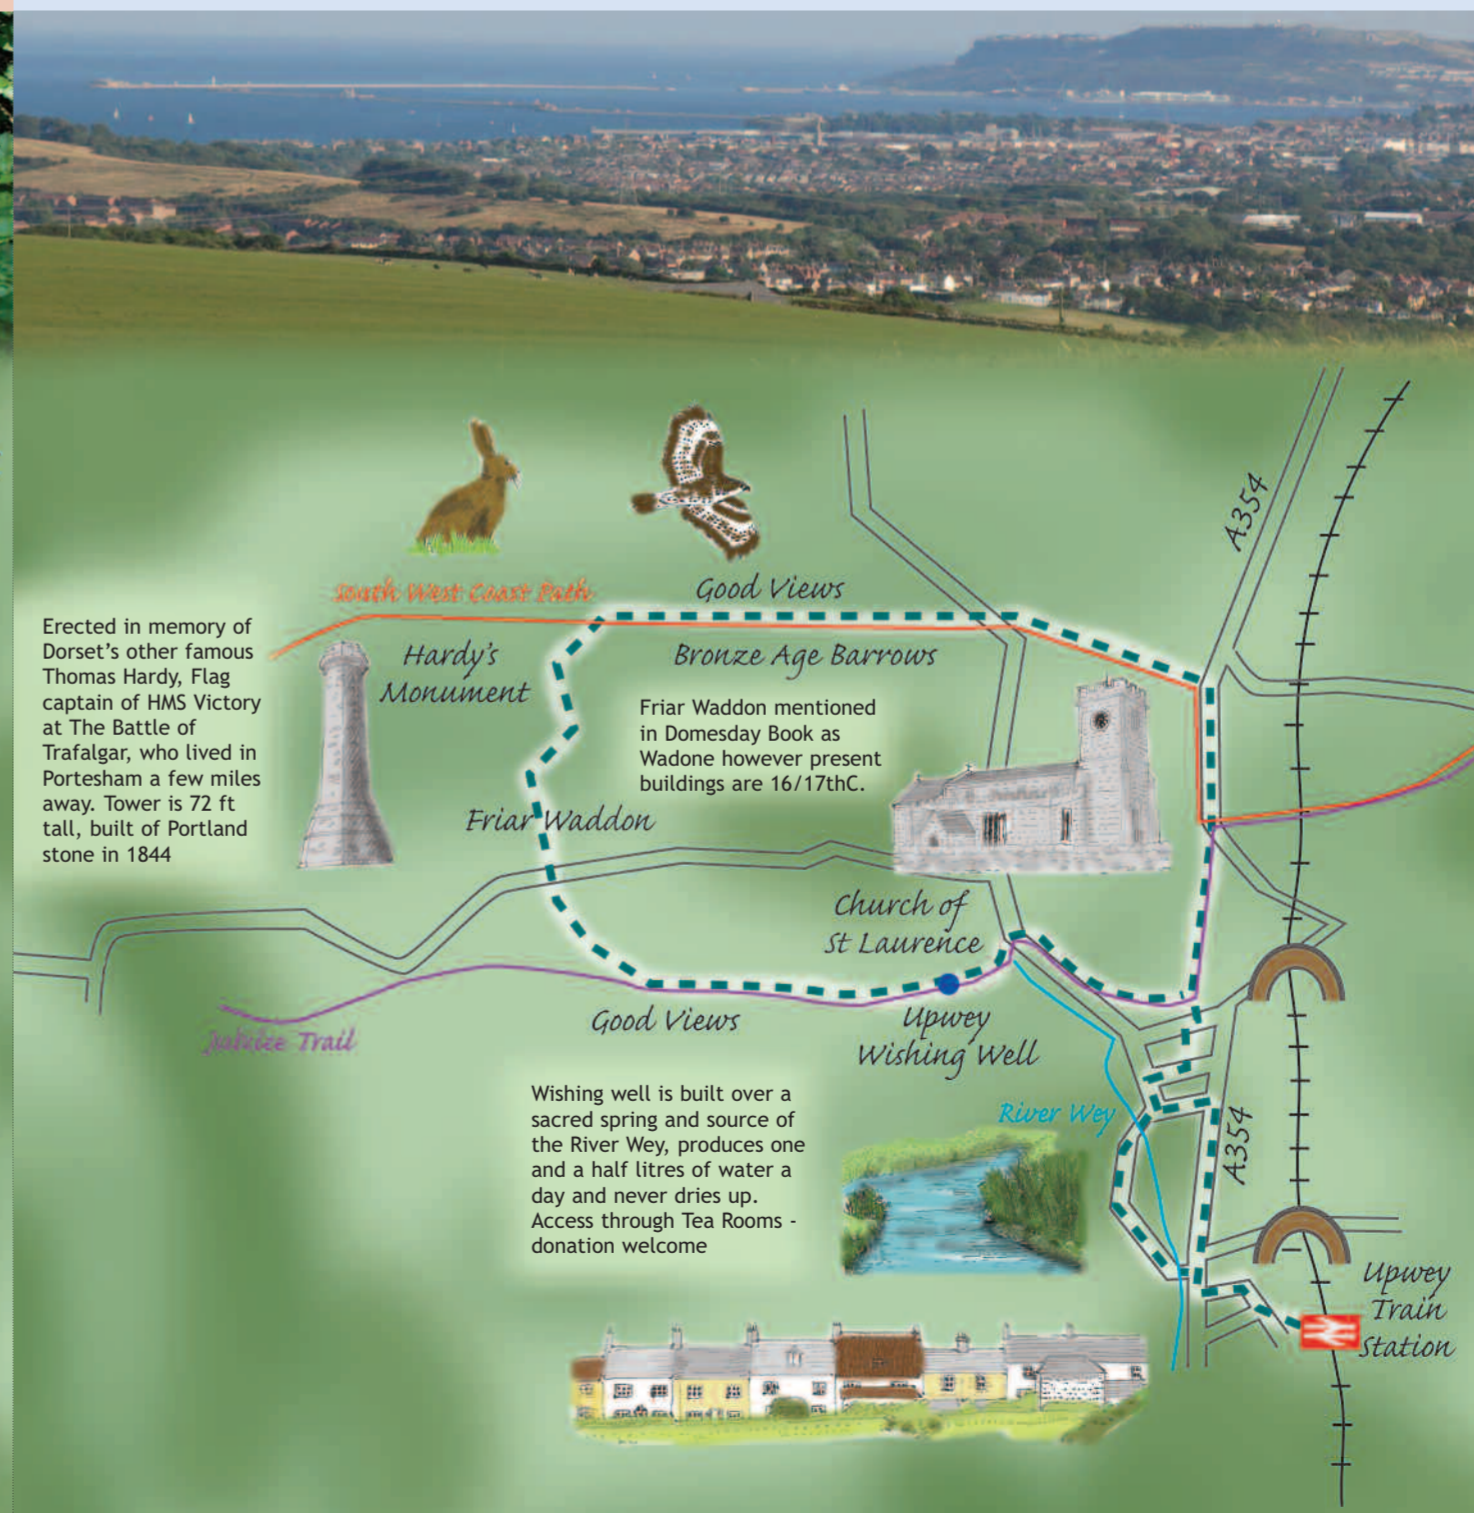 A354
South West Coast Path
Good Views
Erected in memory of
Dorset's other famous
Thomas Hardy, Flag
captain of HMS Victory
at The Battle of
Trafalgar, who lived in
Portesham a few miles
away. Tower is 72 ft
tall, built of Portland
stone in 1844
Hardy's
Monument
Bronze Age Barrows
Friar Waddon mentioned
in Domesday Book as
Wadone however present
buildings are 16/17thC.
Friar Waddon
Church of
St Laurence
Jubilee Trail
Good Views
Upwey
Wishing Well
Wishing well is built over a
sacred spring and source of
the River Wey, produces one
and a half litres of water a
day and never dries up.
Access through Tea Rooms -
donation welcome
River Wey
A354
Upwey
Train
Station